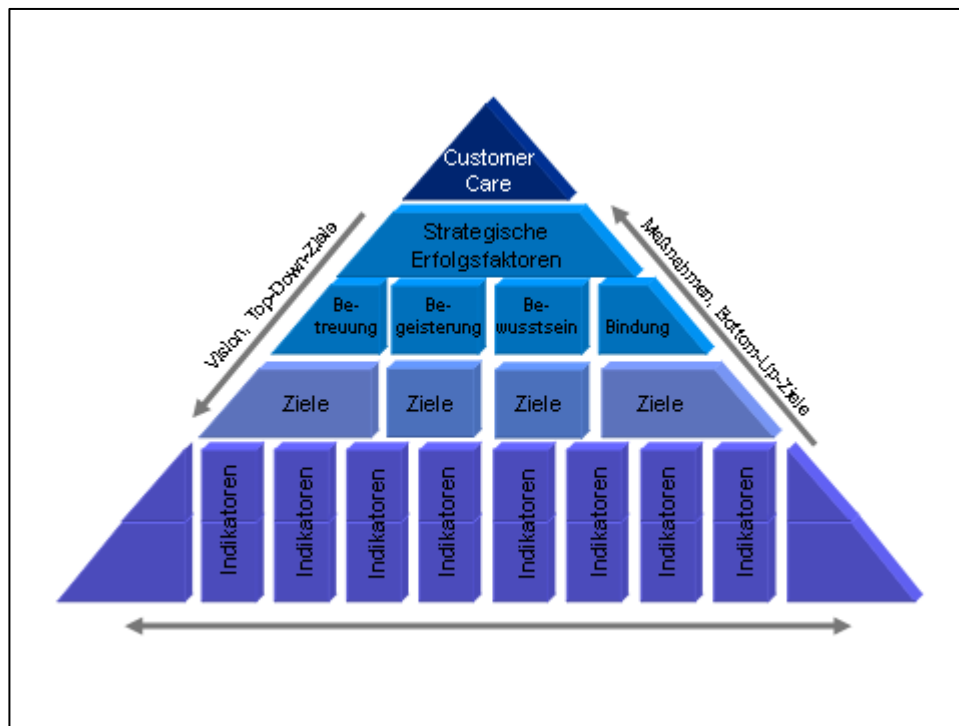 Customer
Care
Strategische
Erfolgsfaktoren
Be-
treuung
Be-
geisterung
Be-
wusstsein
Bindung
Ziele
Ziele
Ziele
Ziele
Indikatoren
Indikatoren
Indikatoren
Indikatoren
Indikatoren
Indikatoren
Indikatoren
Indikatoren
Vision, Top-Down-Ziele
Meßnehmen, Bottom-Up-Ziele